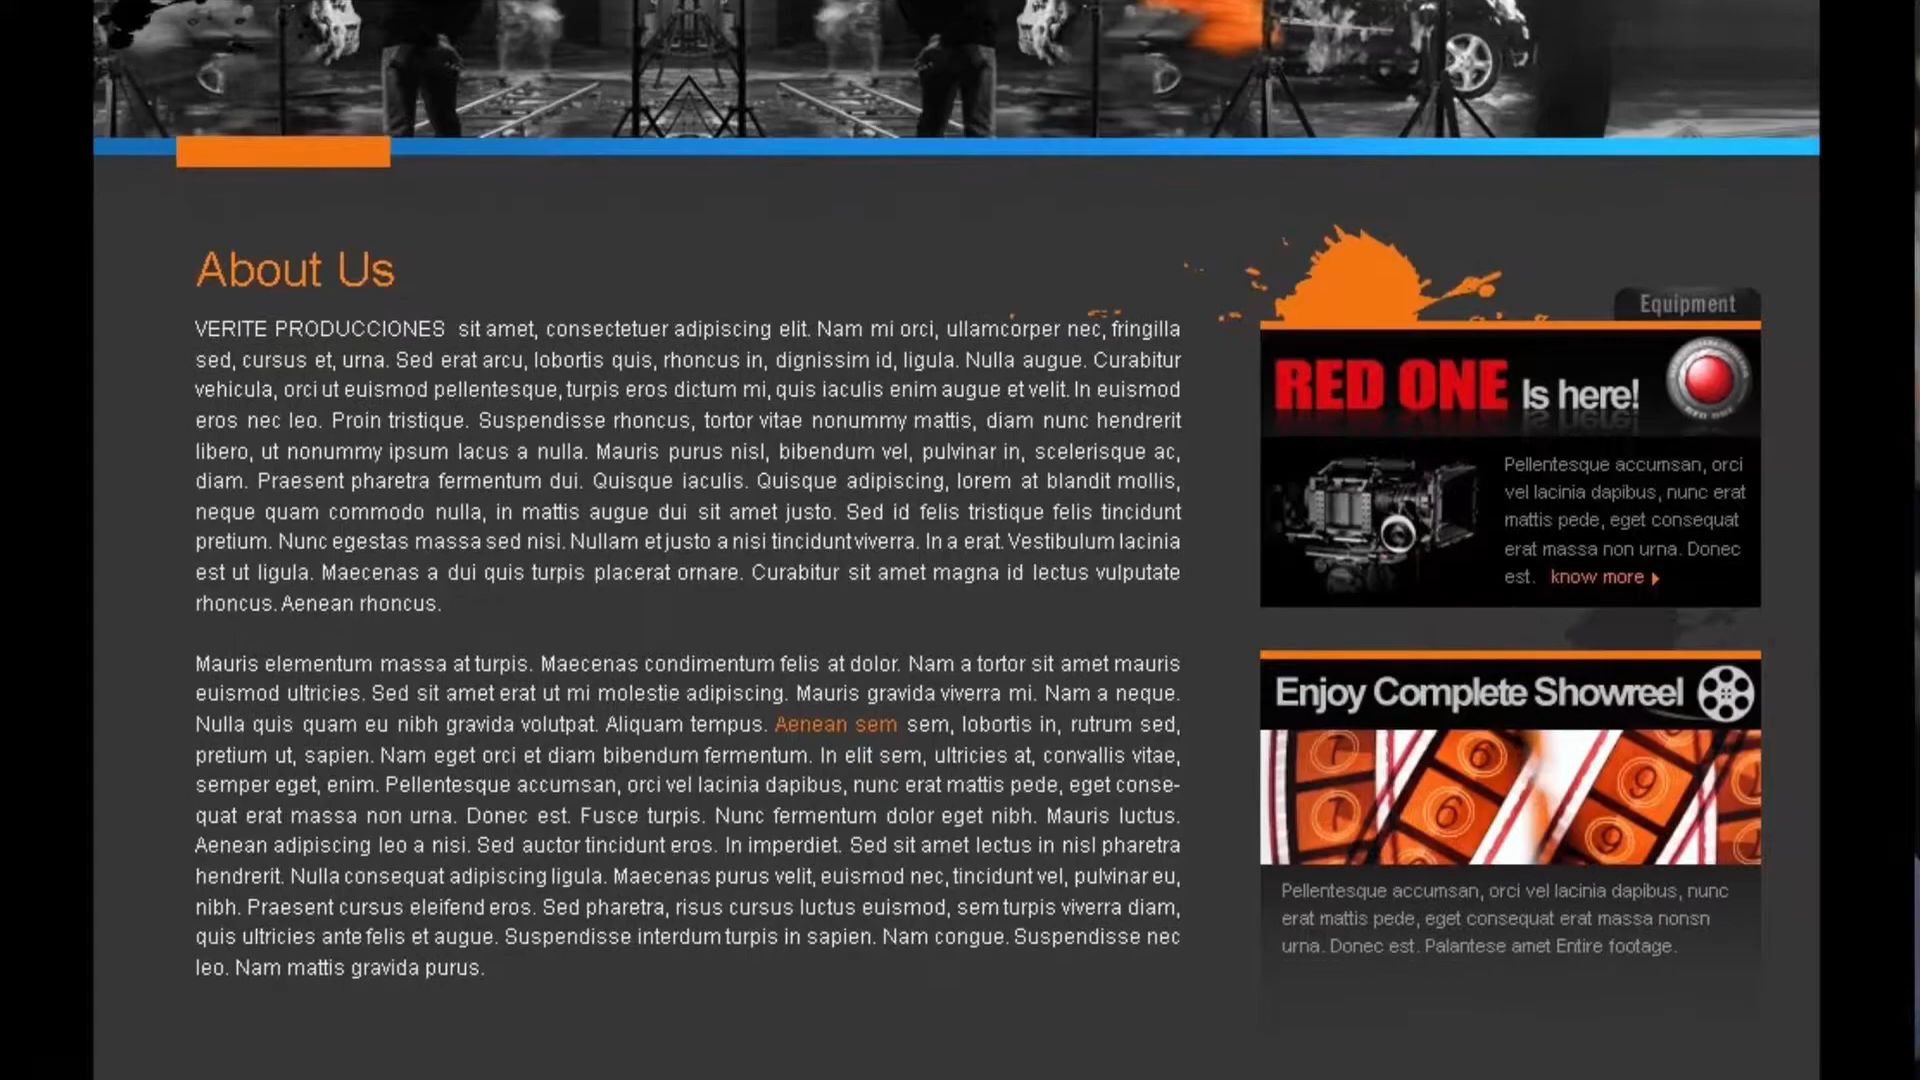 About Us
VERITE PRODUCCIONES sit amet, consectetuer adipiscing elit. Nam mi orci, ullamcorper nec, fringilla
sed, cursus et, urna. Sed erat arcu, lobortis quis, rhoncus in, dignissim id, ligula. Nulla augue. Curabitur
vehicula, orci ut euismod pellentesque, turpis eros dictum mi, quis iaculis enim augue et velit. In euismod
eros nec leo. Proin tristique. Suspendisse rhoncus, tortor vitae nonummy mattis, diam nunc hendrerit
libero, ut nonummy ipsum lacus a nulla. Mauris purus nisl, bibendum vel, pulvinar in, scelerisque ac,
diam. Praesent pharetra fermentum dui. Quisque iaculis. Quisque adipiscing, lorem at blandit mollis,
neque quam commodo nulla, in mattis augue dui sit amet justo. Sed id felis tristique felis tincidunt
pretium. Nunc egestas massa sed nisi. Nullam et justo a nisi tincidunt viverra. In a erat. Vestibulum lacinia
est ut ligula. Maecenas a dui quis turpis placerat ornare. Curabitur sit amet magna id lectus vulputate
rhoncus. Aenean rhoncus.
Mauris elementum massa at turpis. Maecenas condimentum felis at dolor. Nam a tortor sit amet mauris
euismod ultricies. Sed sit amet erat ut mi molestie adipiscing. Mauris gravida viverra mi. Nam a neque.
Nulla quis quam eu nibh gravida volutpat. Aliquam tempus. Aenean sem sem, lobortis in, rutrum sed,
pretium ut, sapien. Nam eget orci et diam bibendum fermentum. In elit sem, ultricies at, convallis vitae,
semper eget, enim. Pellentesque accumsan, orci vel lacinia dapibus, nunc erat mattis pede, eget conse-
quat erat massa non urna. Donec est. Fusce turpis. Nunc fermentum dolor eget nibh. Mauris luctus.
Aenean adipiscing leo a nisi. Sed auctor tincidunt eros. In imperdiet. Sed sit amet lectus in nisl pharetra
hendrerit. Nulla consequat adipiscing ligula. Maecenas purus velit, euismod nec, tincidunt vel, pulvinar eu,
nibh. Praesent cursus eleifend eros. Sed pharetra, risus cursus luctus euismod, sem turpis viverra diam,
quis ultricies ante felis et augue. Suspendisse interdum turpis in sapien. Nam congue. Suspendisse nec
leo. Nam mattis gravida purus.
Equipment
RED ONE Is here!
Pellentesque accumsan, orci
vel lacinia dapibus, nunc erat
mattis pede, eget consequat
erat massa non urna. Donec
est. know more
Enjoy Complete Showreel
7 6 9
7 6 9
Pellentesque accumsan, orci vel lacinia dapibus, nunc
erat mattis pede, eget consequat erat massa nonsn
urna. Donec est. Palantese amet Entire footage.